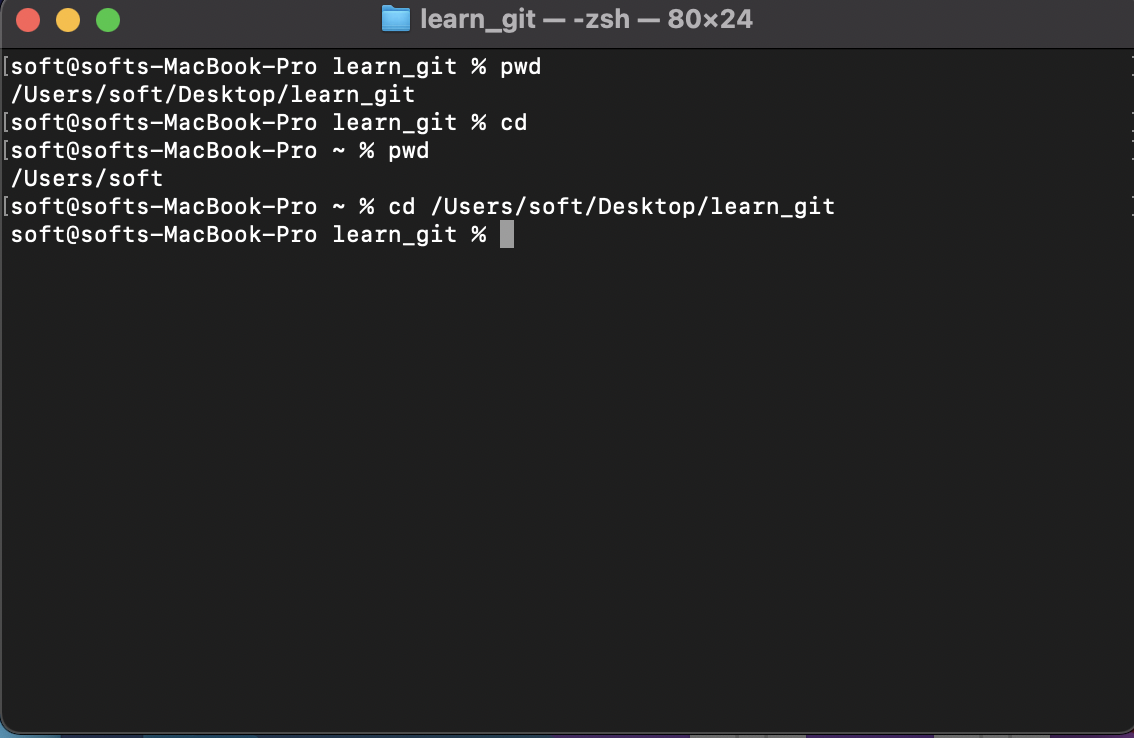 learn_git — -zsh — 80×24
[soft@softs-MacBook-Pro learn_git % pwd
/Users/soft/Desktop/learn_git
[soft@softs-MacBook-Pro learn_git % cd
[soft@softs-MacBook-Pro ~ % pwd
/Users/soft
[soft@softs-MacBook-Pro ~ % cd /Users/soft/Desktop/learn_git
soft@softs-MacBook-Pro learn_git %